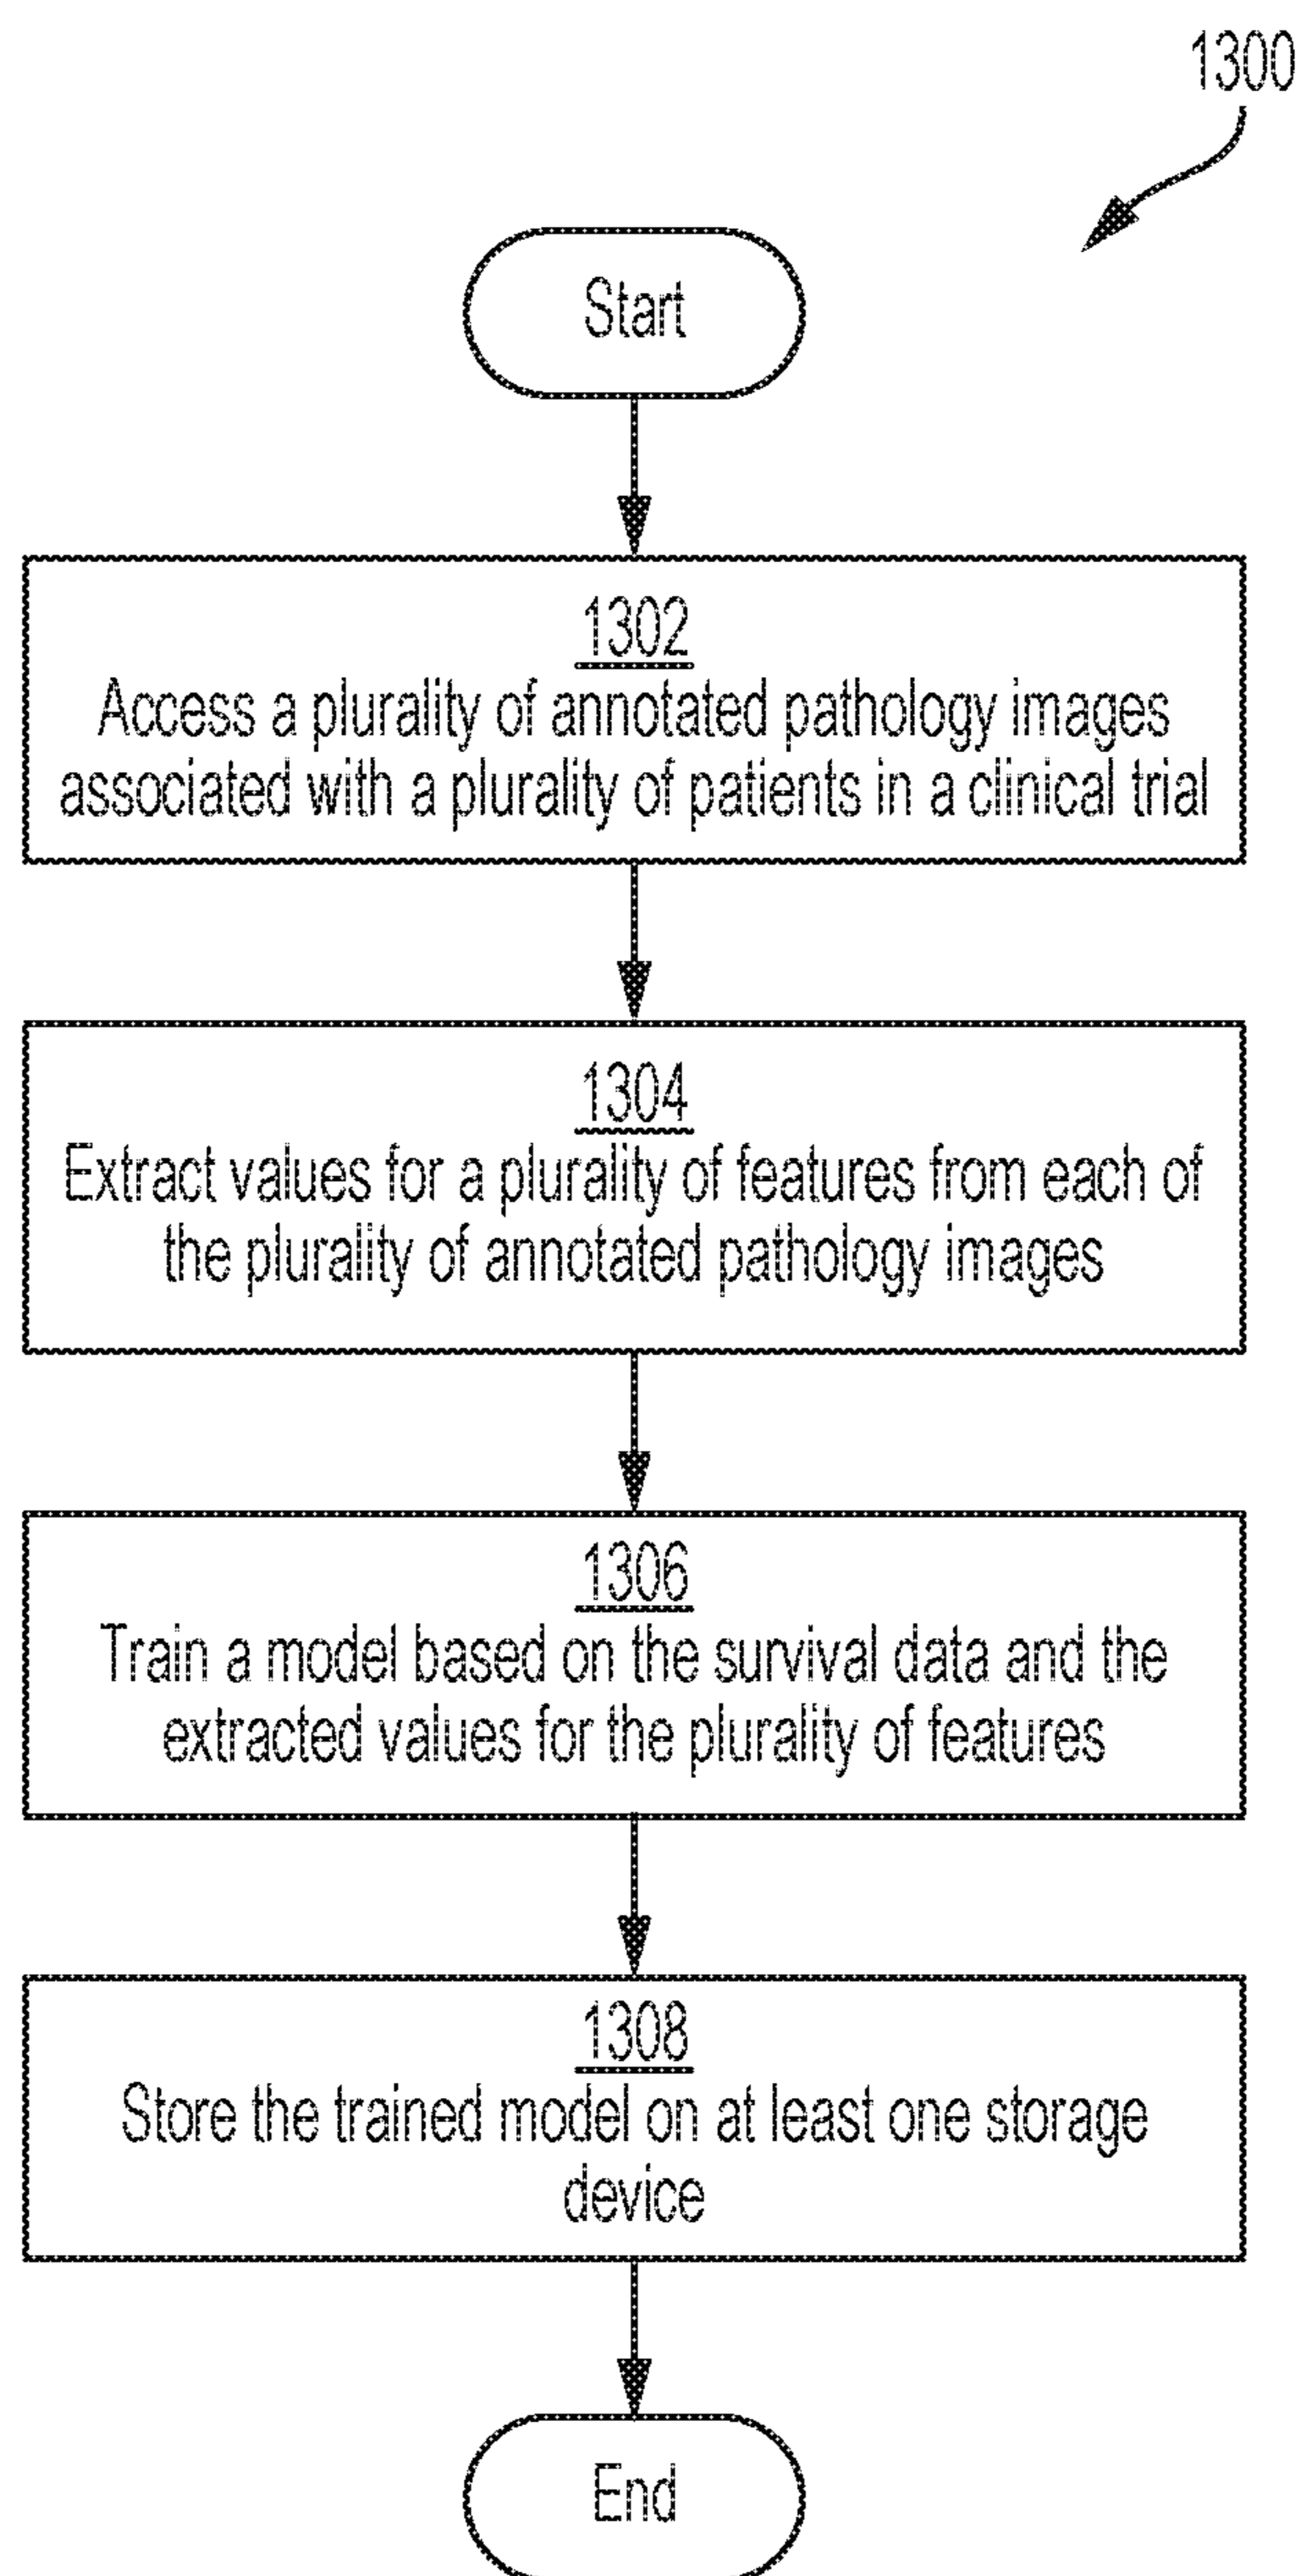 1300
Start
1302
Access a plurality of annotated pathology images
associated with a plurality of patients in a clinical trial
1304
Extract values for a plurality of features from each of
the plurality of annotated pathology images
1306
Train a model based on the survival data and the
extracted values for the plurality of features
1308
Store the trained model on at least one storage
device
End